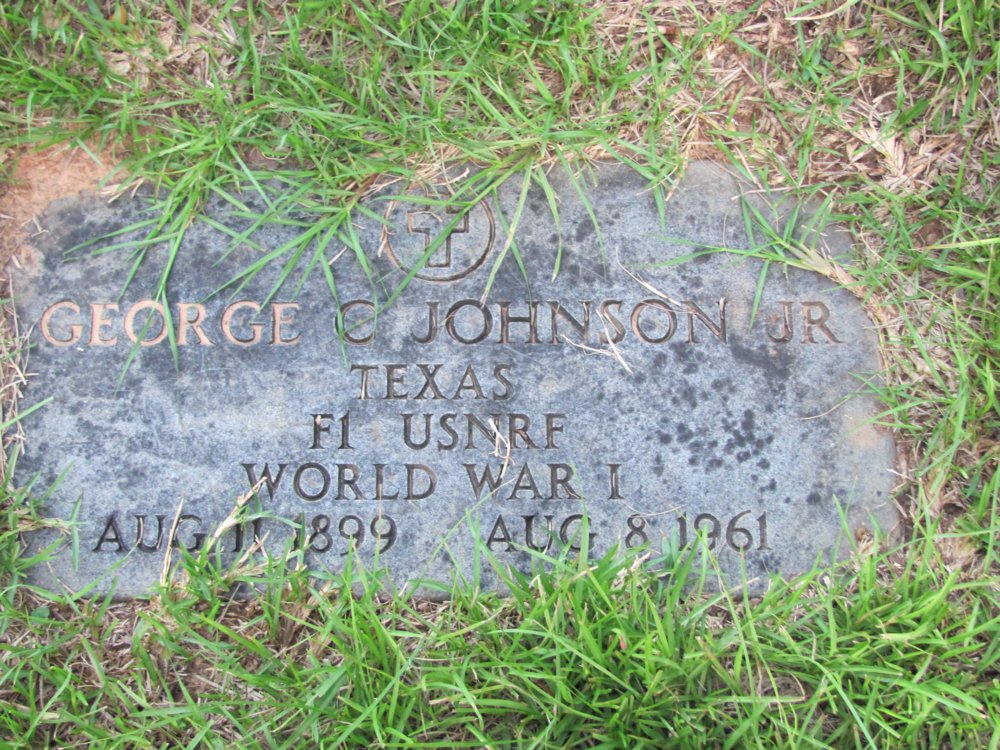 GEORGE C JOHNSON JR
TEXAS
F1 USNRF
WORLD WAR I
AUG 11 1899 AUG 8 1961